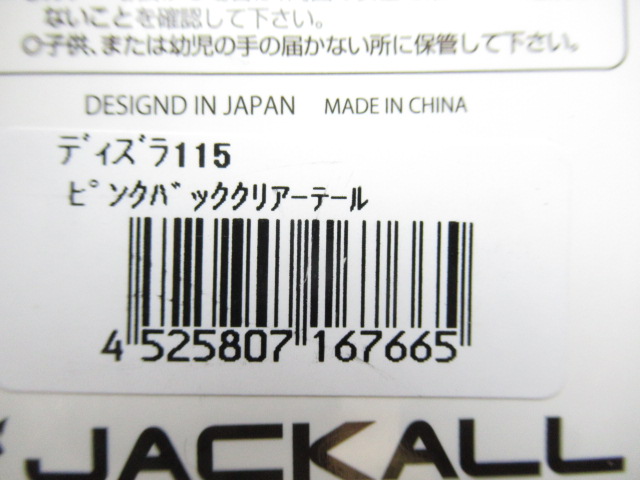 ないことを確認して下さい。
◎子供、または幼児の手の届かない所に保管して下さい。
DESIGND IN JAPAN MADE IN CHINA
ディズラ115
ピンクバッククリアーテール
4 525807 167665
JACKALL